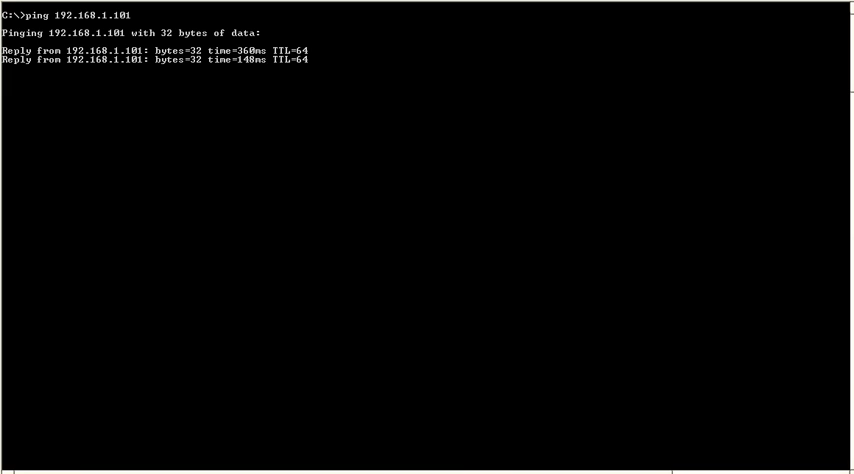 C:\>ping 192.168.1.101
Pinging 192.168.1.101 with 32 bytes of data:
Reply from 192.168.1.101: bytes=32 time=360ms TTL=64
Reply from 192.168.1.101: bytes=32 time=148ms TTL=64